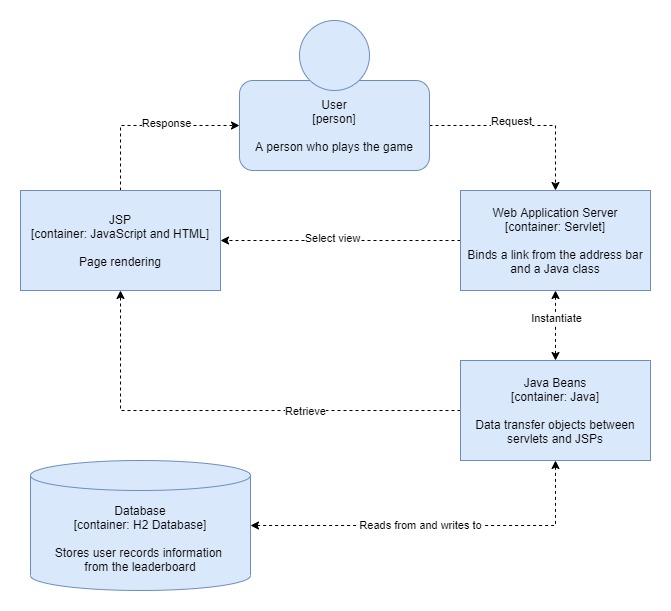 User
[person]
A person who plays the game
Response
Request
JSP
[container: JavaScript and HTML]
Page rendering
Select view
Web Application Server
[container: Servlet]
Binds a link from the address bar
and a Java class
Instantiate
Java Beans
[container: Java]
Data transfer objects between
servlets and JSPs
Retrieve
Database
[container: H2 Database]
Stores user records information
from the leaderboard
Reads from and writes to